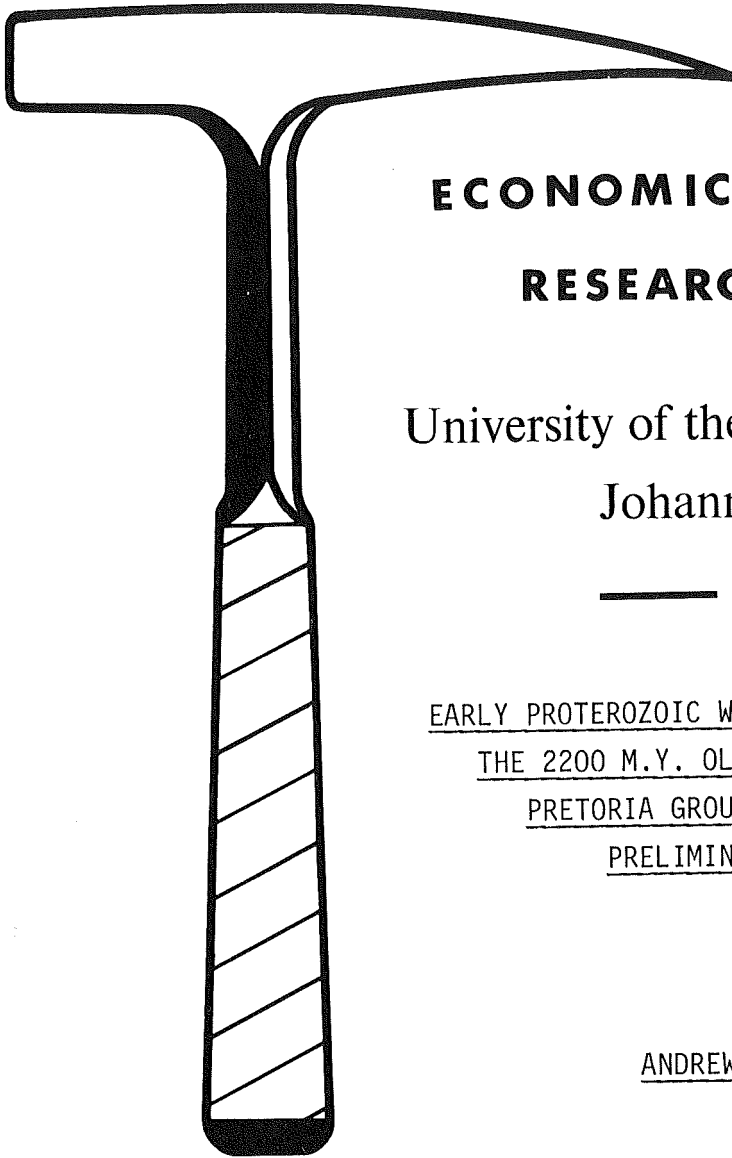 ECONOMIC
RESEARC
University of the
Johann
EARLY PROTEROZOIC W
THE 2200 M.Y. OL
PRETORIA GROU
PRELIMIN
ANDREW